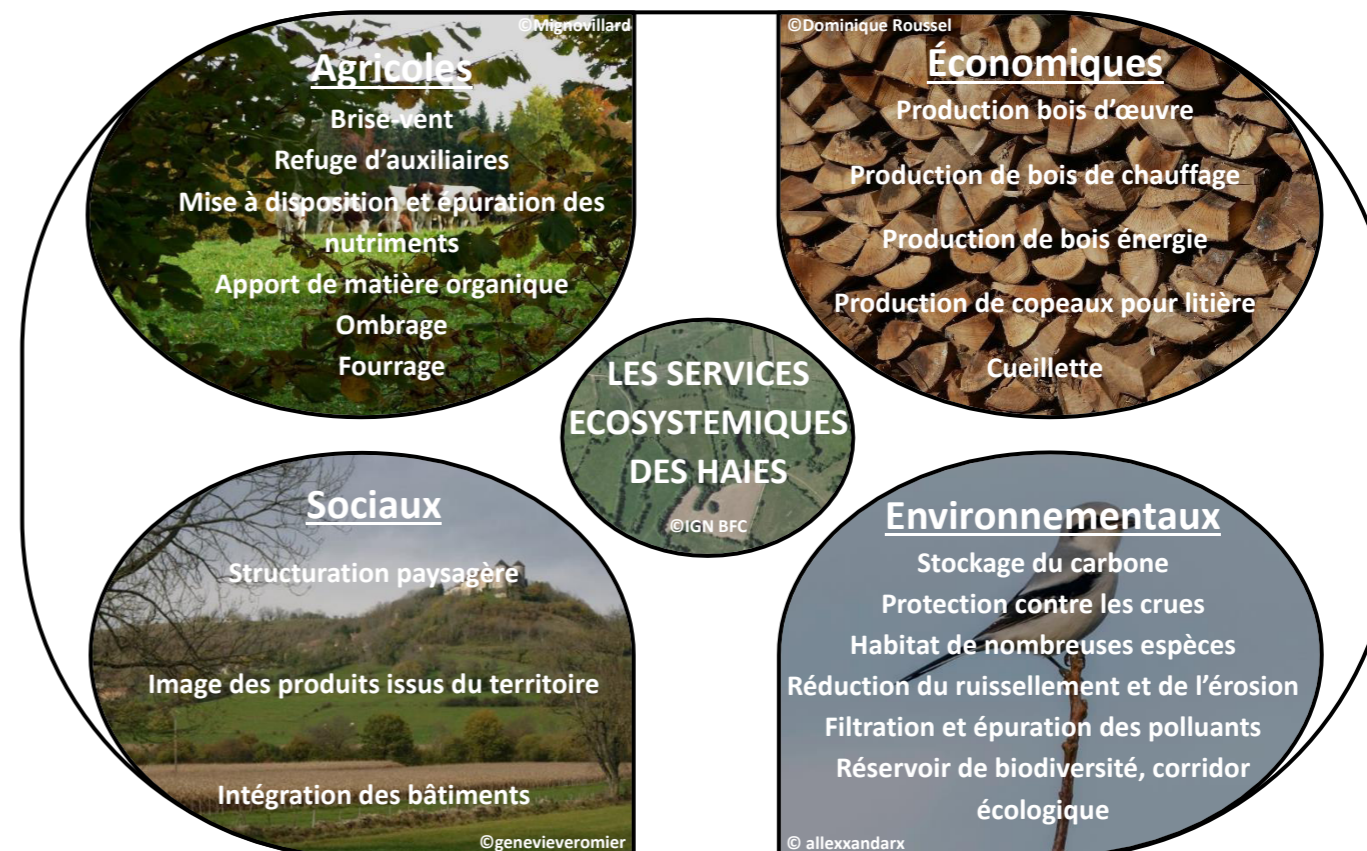 ©Mignovillard
Agricoles
Brise-vent
Refuge d'auxiliaires
Mise à disposition et épuration des
nutriments
Apport de matière organique
Ombrage
Fourrage
©Dominique Roussel
Économiques
Production bois d'œuvre
Production de bois de chauffage
Production de bois énergie
Production de copeaux pour litière
Cueillette
LES SERVICES
ECOSYSTEMIQUES
DES HAIES
©IGN BFC
Sociaux
Structuration paysagère
Image des produits issus du territoire
Intégration des bâtiments
©genevieveromier
Environnementaux
Stockage du carbone
Protection contre les crues
Habitat de nombreuses espèces
Réduction du ruissellement et de l'érosion
Filtration et épuration des polluants
Réservoir de biodiversité, corridor
écologique
© allexxandarx